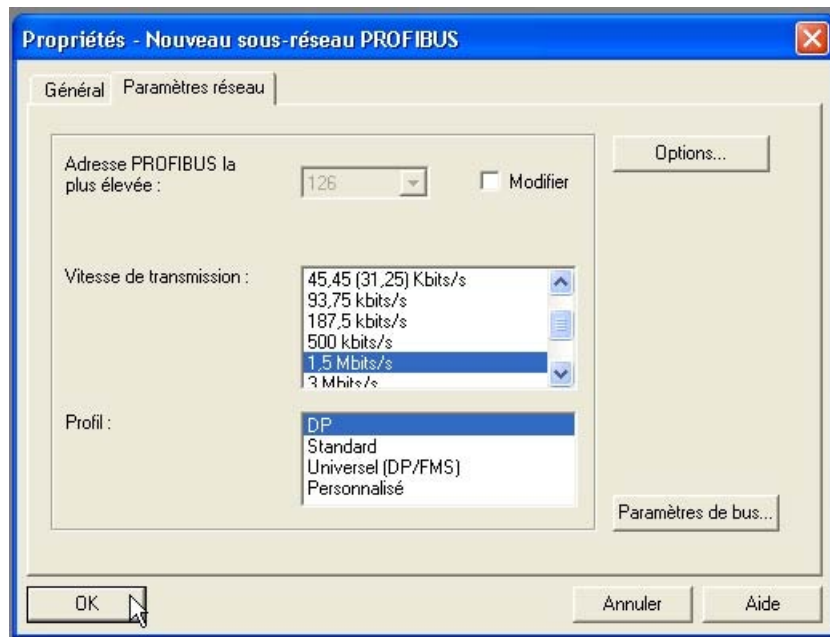 Propriétés - Nouveau sous-réseau PROFIBUS
Général
Paramètres réseau
Adresse PROFIBUS la
plus élevée :
126
Modifier
Options...
Vitesse de transmission :
45,45 (31,25) Kbits/s
93,75 kbits/s
187,5 kbits/s
500 kbits/s
1,5 Mbits/s
3 Mbits/s
Profil :
DP
Standard
Universel (DP/FMS)
Personnalisé
Paramètres de bus...
OK
Annuler
Aide